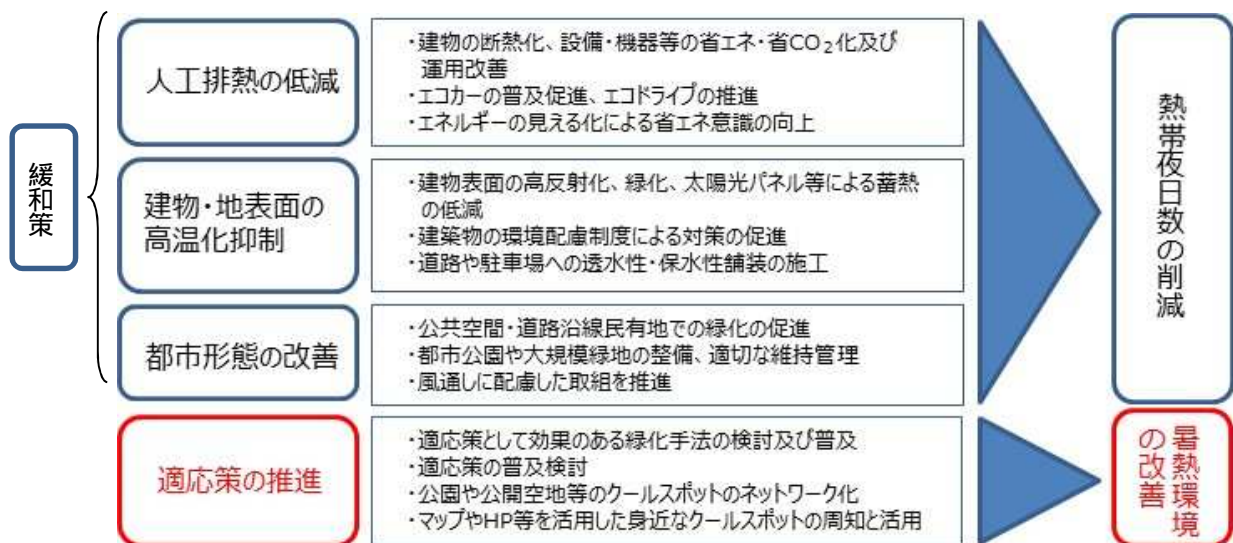 緩和策
人工排熱の低減
・建物の断熱化、設備・機器等の省エネ・省CO₂化及び
運用改善
・エコカーの普及促進、エコドライブの推進
・エネルギーの見える化による省エネ意識の向上
建物・地表面の
高温化抑制
・建物表面の高反射化、緑化、太陽光パネル等による蓄熱
の低減
・建築物の環境配慮制度による対策の促進
・道路や駐車場への透水性・保水性舗装の施工
都市形態の改善
・公共空間・道路沿線民有地での緑化の促進
・都市公園や大規模緑地の整備、適切な維持管理
・風通しに配慮した取組を推進
熱帯夜日数の削減
適応策の推進
・適応策として効果のある緑化手法の検討及び普及
・適応策の普及検討
・公園や公開空地等のクールスポットのネットワーク化
・マップやHP等を活用した身近なクールスポットの周知と活用
暑熱環境
の改善